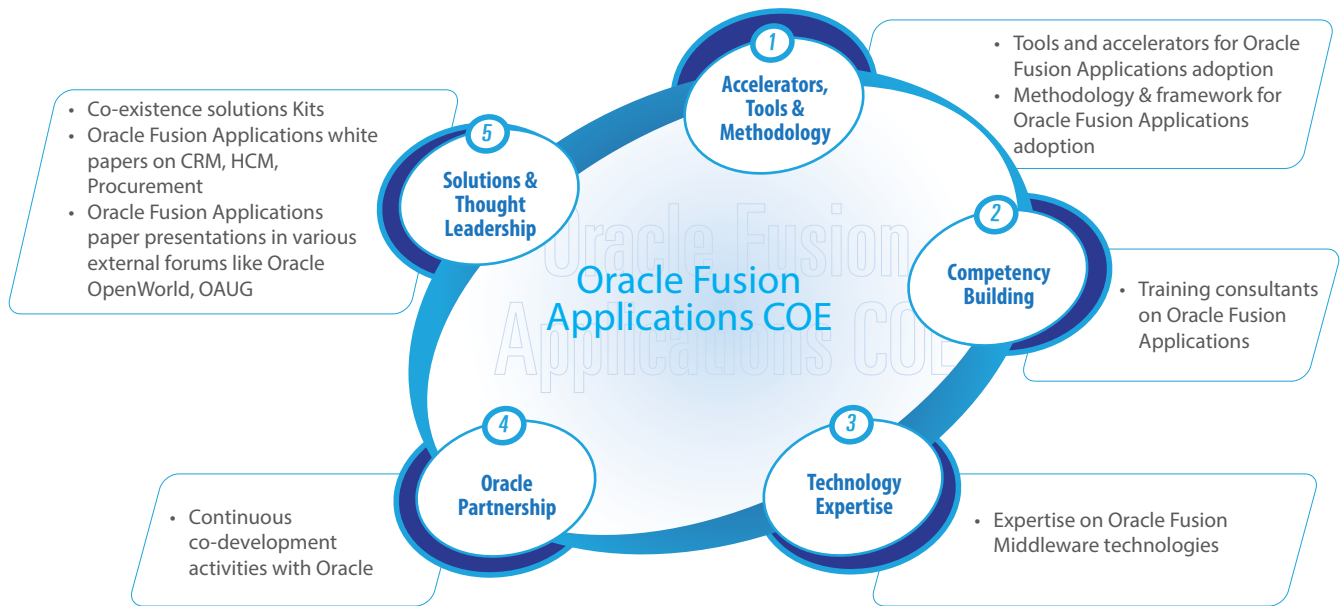 1
Accelerators,
Tools &
Methodology
• Tools and accelerators for Oracle
Fusion Applications adoption
• Methodology & framework for
Oracle Fusion Applications
adoption
2
Competency
Building
• Training consultants
on Oracle Fusion
Applications
3
Technology
Expertise
• Expertise on Oracle Fusion
Middleware technologies
4
Oracle
Partnership
• Continuous
co-development
activities with Oracle
5
Solutions &
Thought
Leadership
• Co-existence solutions Kits
• Oracle Fusion Applications white
papers on CRM, HCM,
Procurement
• Oracle Fusion Applications
paper presentations in various
external forums like Oracle
OpenWorld, OAUG
Oracle Fusion
Applications COE
Oracle Fusion
Applications COE